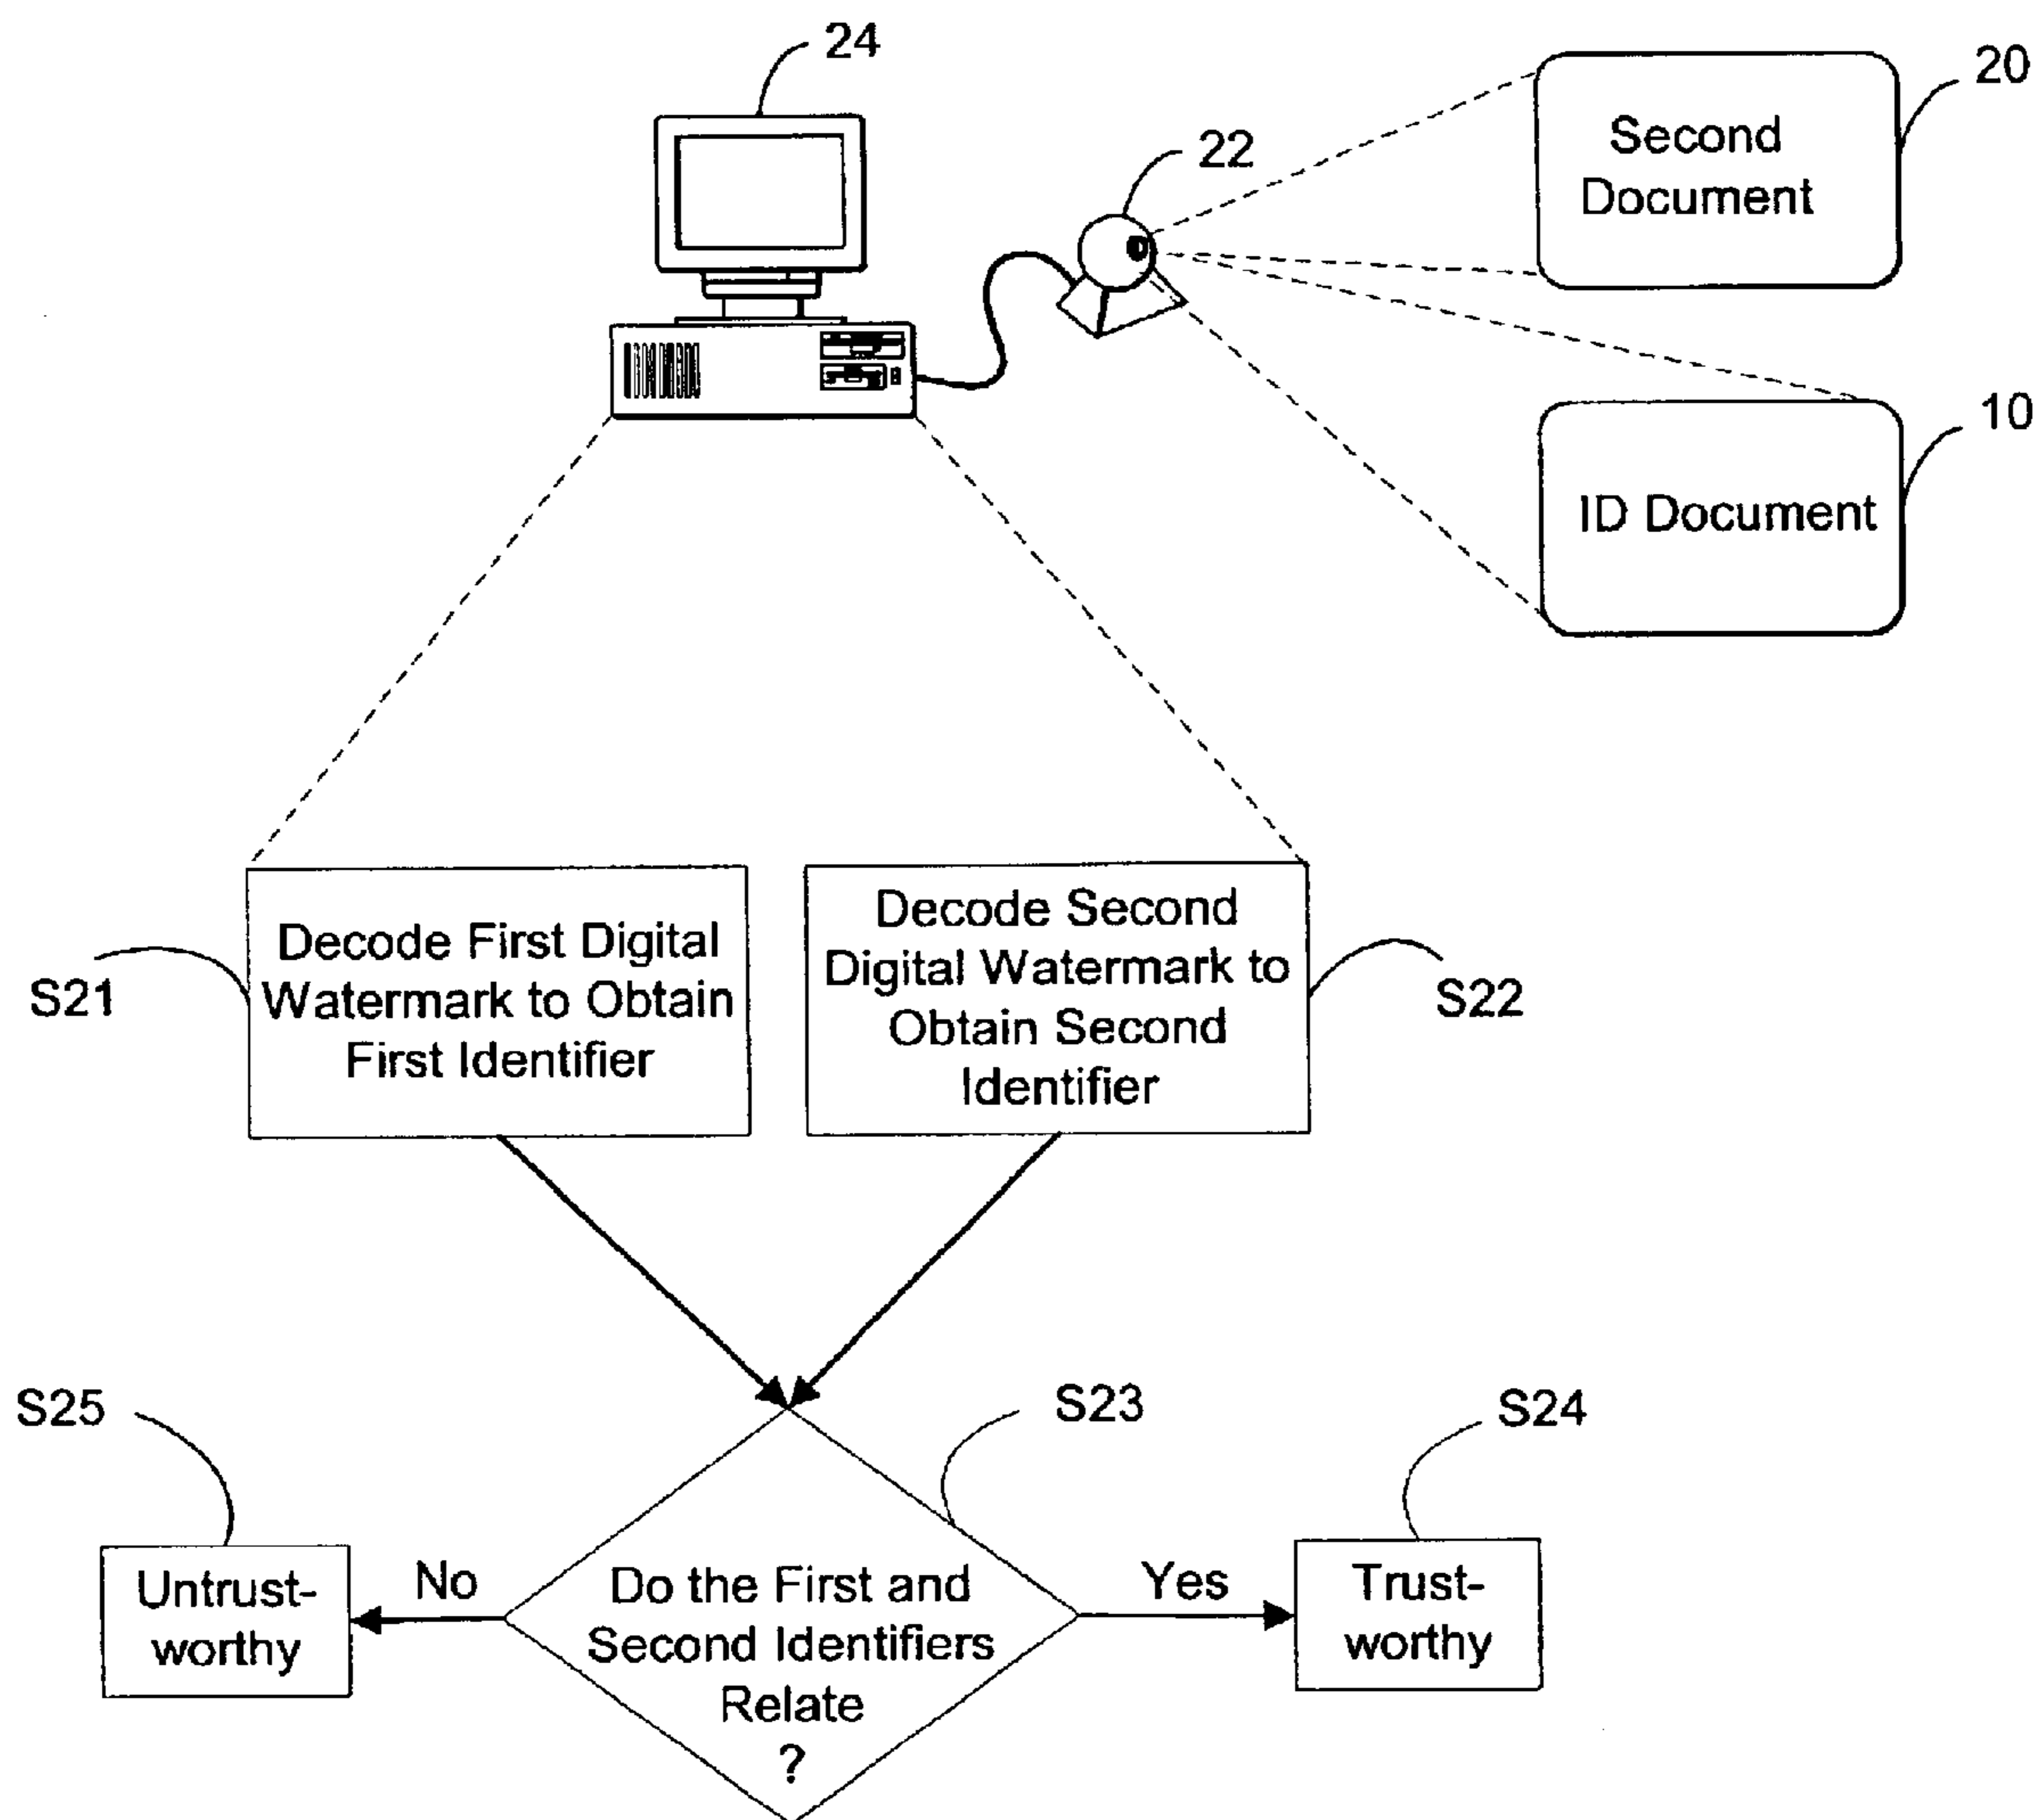 24
20
22
Second
Document
10
ID Document
Decode First Digital
Watermark to Obtain
First Identifier
S21
Decode Second
Digital Watermark to
Obtain Second
Identifier
S22
S25
S23
S24
Untrust-
worthy
No
Do the First and
Second Identifiers
Relate
?
Yes
Trust-
worthy